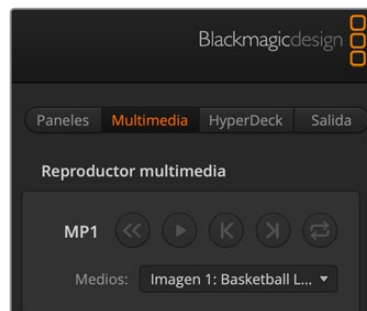 Blackmagicdesign
Paneles Multimedia HyperDeck Salida
Reproductor multimedia
MP1
Medios: Imagen 1: Basketball L...